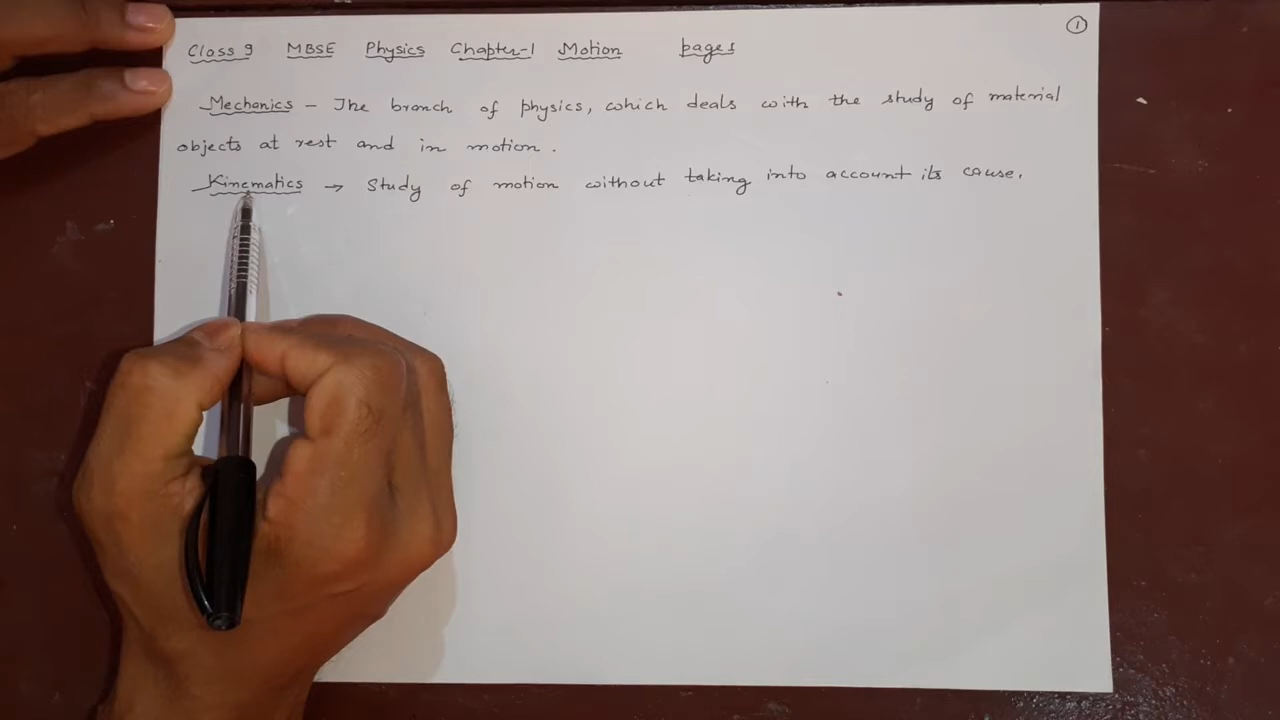 1
Class 9 MBSE Physics Chapter-1 Motion pages
Mechanics – The branch of physics, which deals with the study of material
objects at rest and in motion.
Kinematics → Study of motion without taking into account its cause.